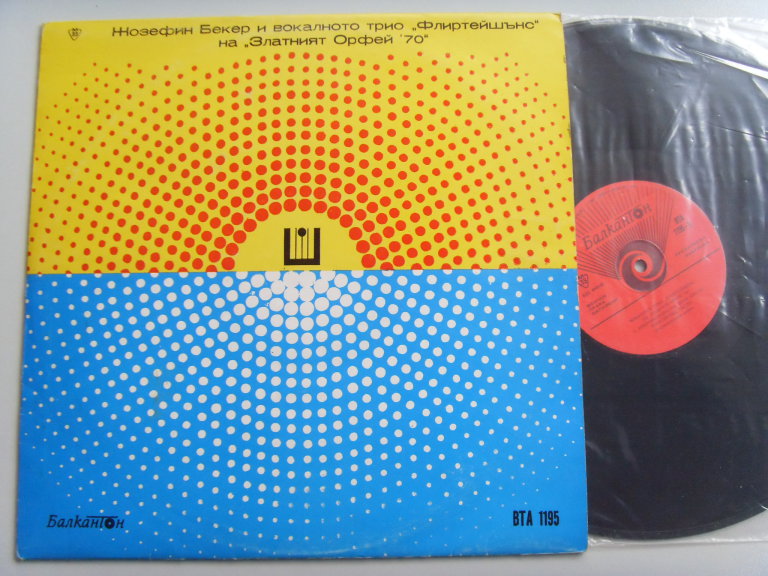 Жозефин Бекер и вокалното трио „Флиртейшънс“
на „Златният Орфей '70“
Балкантон
ВТА 1195
Балкантон